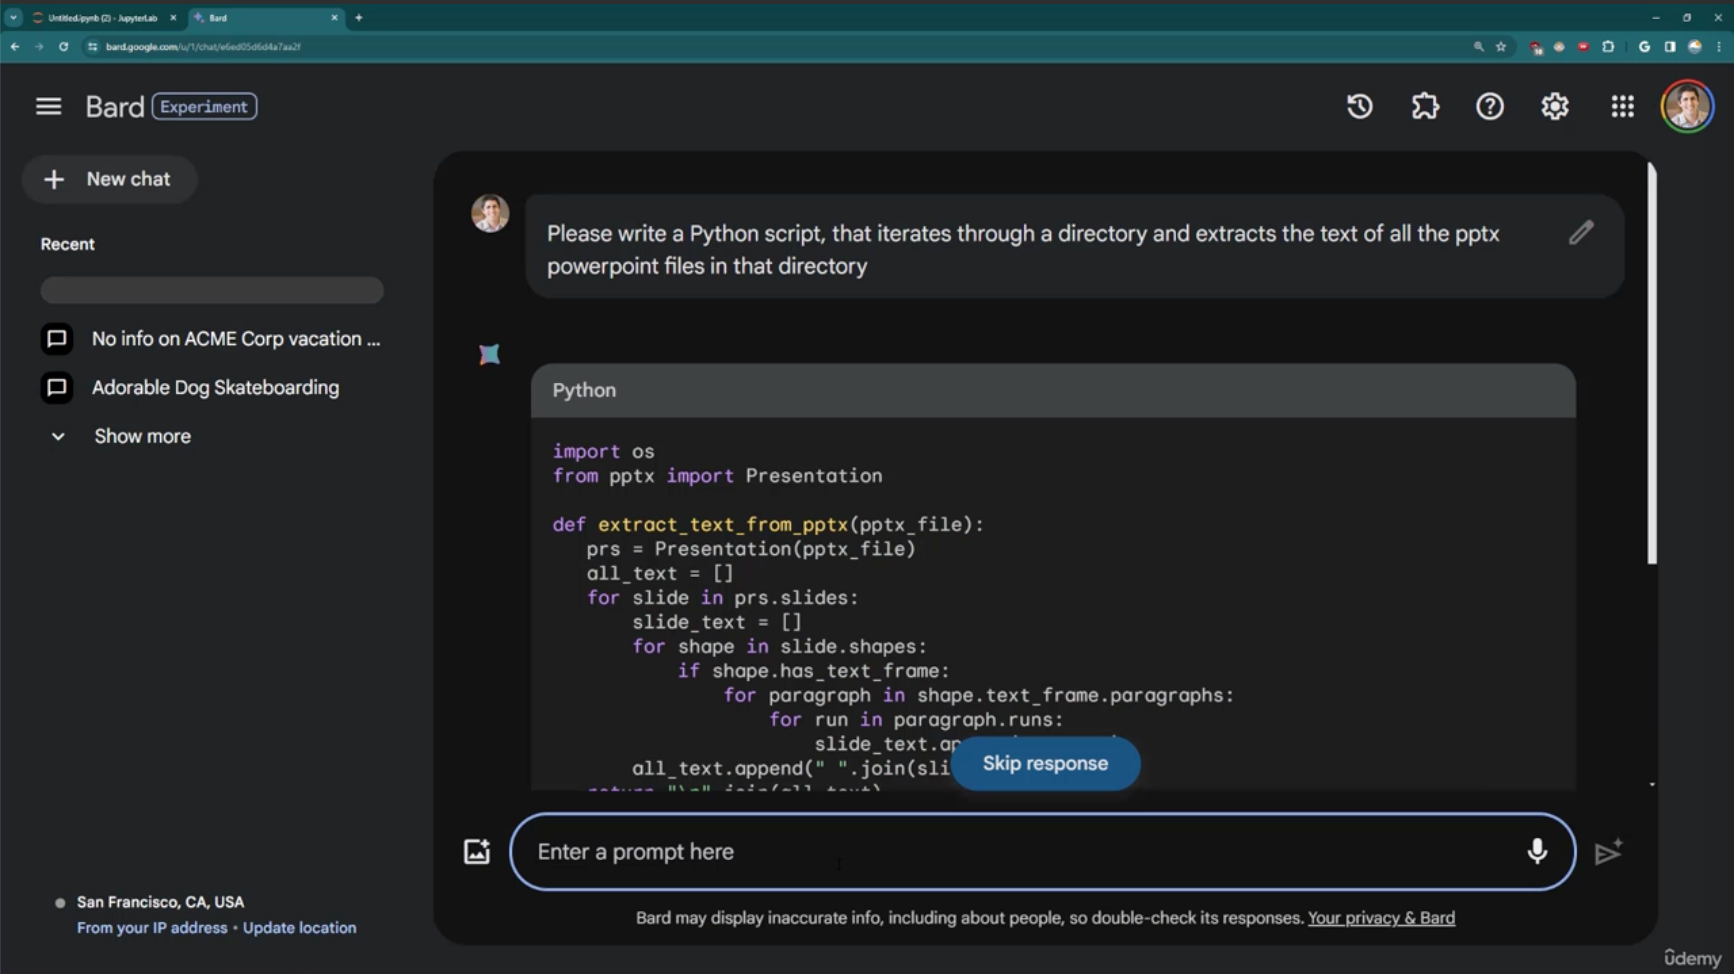 Untitled.ipynb (2) - JupyterLab
Bard
bard.google.com/u/1/chat/e6ed05d6d4a7aa2f
Bard Experiment
New chat
Recent
No info on ACME Corp vacation ...
Adorable Dog Skateboarding
Show more
Please write a Python script, that iterates through a directory and extracts the text of all the pptx
powerpoint files in that directory
Python
import os
from pptx import Presentation
def extract_text_from_pptx(pptx_file):
prs = Presentation(pptx_file)
all_text = []
for slide in prs.slides:
slide_text = []
for shape in slide.shapes:
if shape.has_text_frame:
for paragraph in shape.text_frame.paragraphs:
for run in paragraph.runs:
slide_text.ap
all_text.append(" ".join(sli
return "\n".join(all_text)
Skip response
Enter a prompt here
San Francisco, CA, USA
From your IP address • Update location
Bard may display inaccurate info, including about people, so double-check its responses. Your privacy & Bard
ûdemy